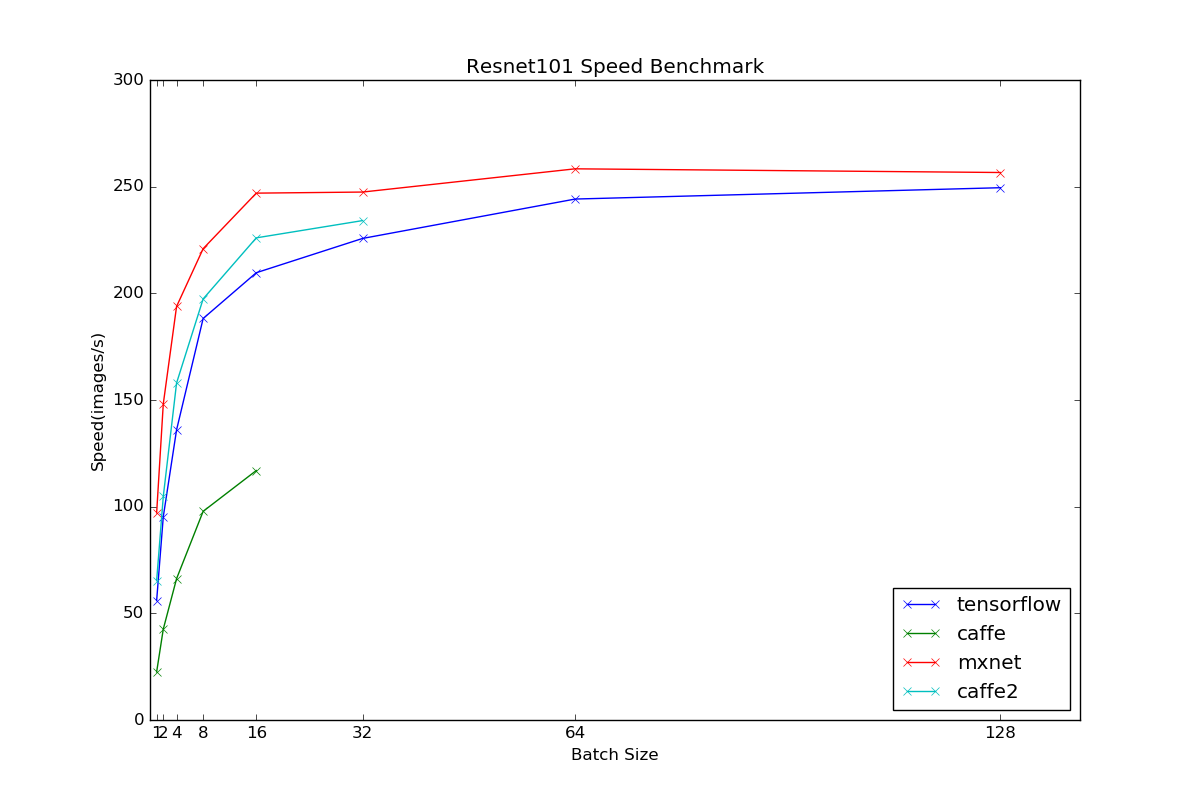 Resnet101 Speed Benchmark
300
250
200
150
100
50
0
Speed(images/s)
1 2 4 8 16 32 64 128
Batch Size
tensorflow
caffe
mxnet
caffe2